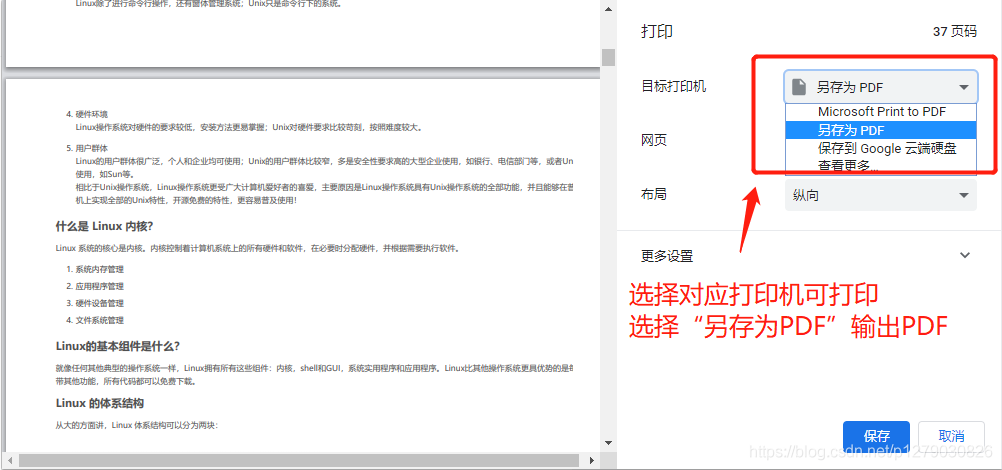 Linux除了进行命令行操作，还有窗体管理系统；Unix只是命令行下的系统。
4. 硬件环境
Linux操作系统对硬件的要求较低，安装方法更易掌握；Unix对硬件要求比较苛刻，按照难度较大。
5. 用户群体
Linux的用户群体很广泛，个人和企业均可使用；Unix的用户群体比较窄，多是安全性要求高的大型企业使用，如银行、电信部门等，或者Un
使用，如Sun等。
相比于Unix操作系统，Linux操作系统更受广大计算机爱好者的喜爱，主要原因是Linux操作系统具有Unix操作系统的全部功能，并且能够在普
机上实现全部的Unix特性，开源免费的特性，更容易普及使用！
什么是 Linux 内核？
Linux 系统的核心是内核。内核控制着计算机系统上的所有硬件和软件，在必要时分配硬件，并根据需要执行软件。
1. 系统内存管理
2. 应用程序管理
3. 硬件设备管理
4. 文件系统管理
Linux的基本组件是什么？
就像任何其他典型的操作系统一样，Linux拥有所有这些组件：内核，shell和GUI，系统实用程序和应用程序。Linux比其他操作系统更具优势的是每
带其他功能，所有代码都可以免费下载。
Linux 的体系结构
从大的方面讲，Linux 体系结构可以分为两块：
打印
37 页码
目标打印机
另存为 PDF
Microsoft Print to PDF
另存为 PDF
保存到 Google 云端硬盘
查看更多...
网页
布局
纵向
更多设置
选择对应打印机可打印
选择“另存为PDF”输出PDF
保存
取消
https://blog.csdn.net/p1279030826